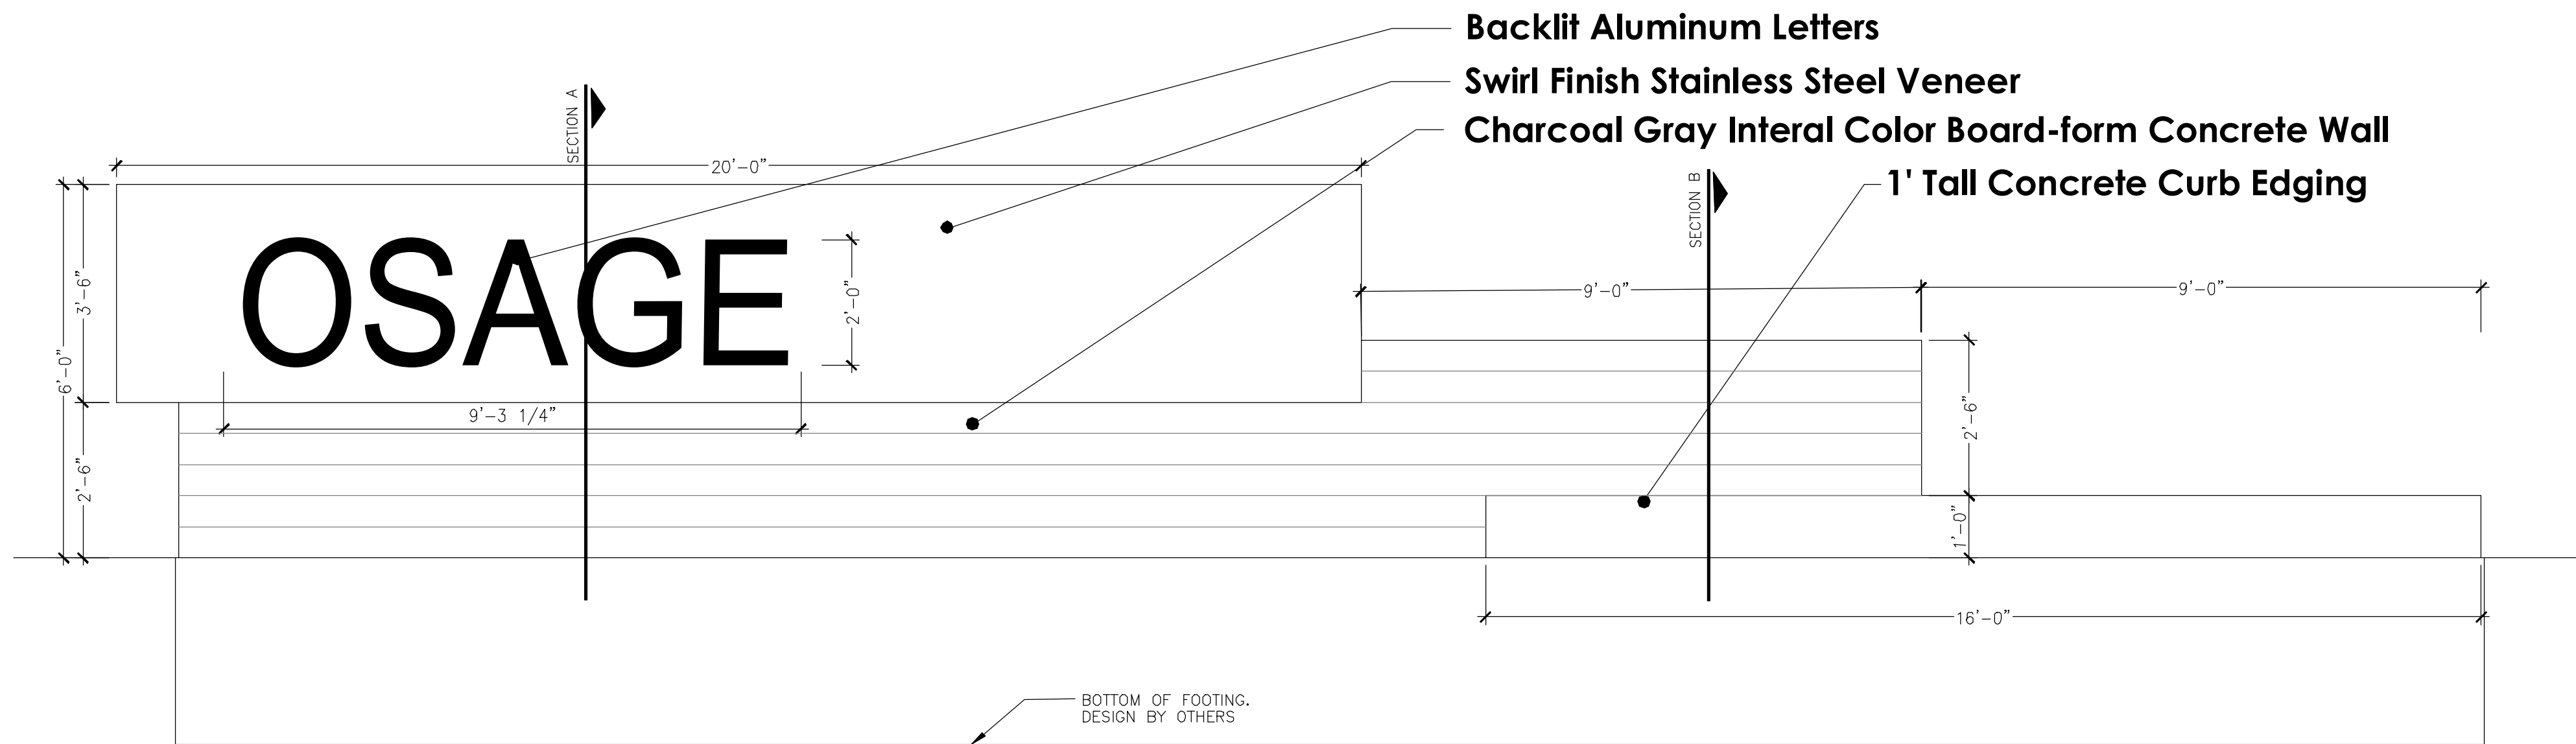 Backlit Aluminum Letters
Swirl Finish Stainless Steel Veneer
Charcoal Gray Interal Color Board-form Concrete Wall
1' Tall Concrete Curb Edging
SECTION A
SECTION B
20'-0"
OSAGE
2'-0"
3'-6"
6'-0"
2'-6"
9'-3 1/4"
9'-0"
9'-0"
2'-6"
1'-0"
16'-0"
BOTTOM OF FOOTING.
DESIGN BY OTHERS